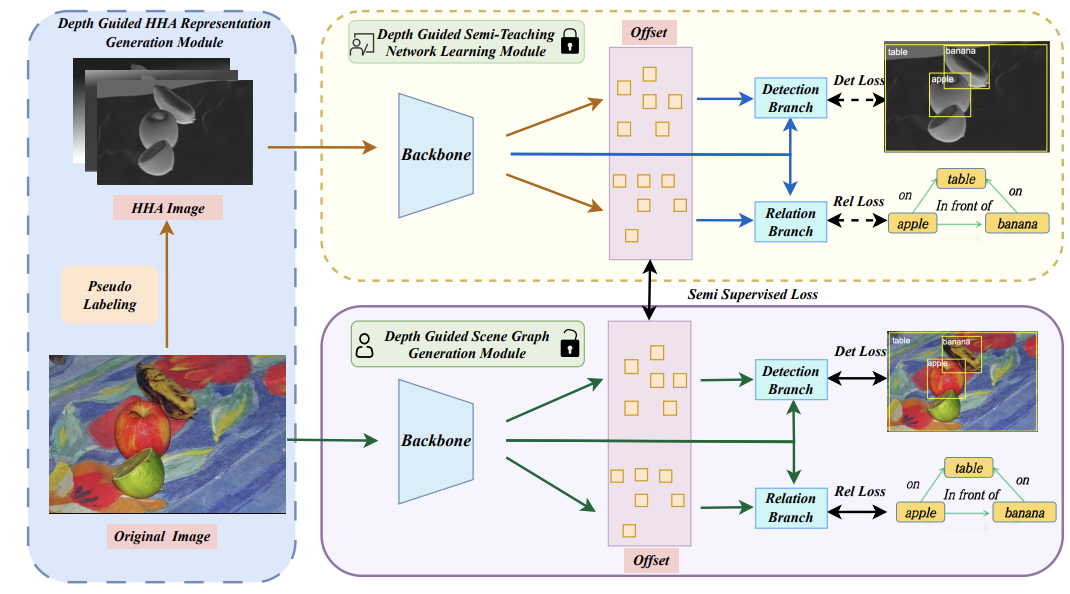 Depth Guided HHA Representation
Generation Module
HHA Image
Pseudo
Labeling
Original Image
Depth Guided Semi-Teaching
Network Learning Module
Offset
Backbone
Detection
Branch
Det Loss
table
banana
apple
Relation
Branch
Rel Loss
table
on
on
In front of
apple
banana
Semi Supervised Loss
Depth Guided Scene Graph
Generation Module
Backbone
Offset
Detection
Branch
Det Loss
table
banana
apple
Relation
Branch
Rel Loss
table
on
on
In front of
apple
banana